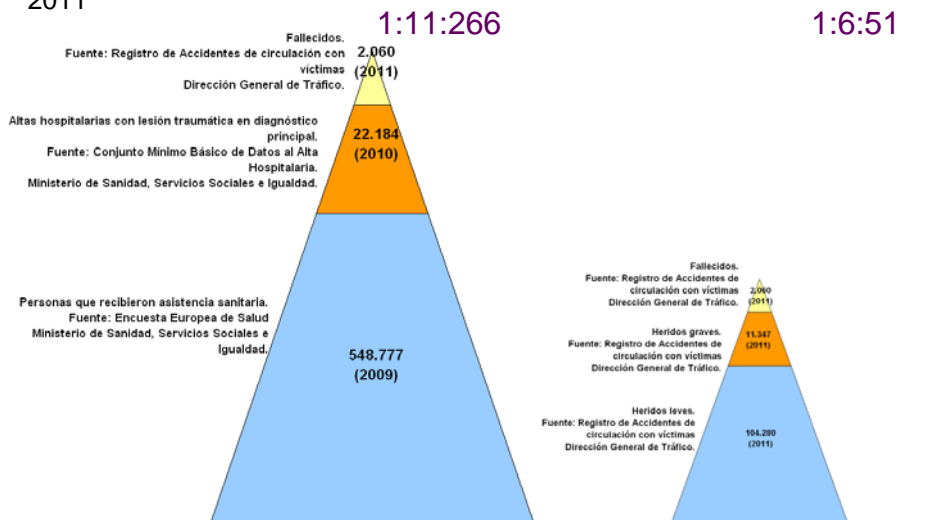 2011
1:11:266
1:6:51
Fallecidos.
Fuente: Registro de Accidentes de circulación con
víctimas
Dirección General de Tráfico.
2.060
(2011)
Altas hospitalarias con lesión traumática en diagnóstico
principal.
Fuente: Conjunto Mínimo Básico de Datos al Alta
Hospitalaria.
Ministerio de Sanidad, Servicios Sociales e Igualdad.
22.184
(2010)
Personas que recibieron asistencia sanitaria.
Fuente: Encuesta Europea de Salud
Ministerio de Sanidad, Servicios Sociales e
Igualdad.
548.777
(2009)
Fallecidos.
Fuente: Registro de Accidentes de
circulación con víctimas
Dirección General de Tráfico.
2.060
(2011)
Heridos graves.
Fuente: Registro de Accidentes de
circulación con víctimas
Dirección General de Tráfico.
11.347
(2011)
Heridos leves.
Fuente: Registro de Accidentes de
circulación con víctimas
Dirección General de Tráfico.
104.280
(2011)